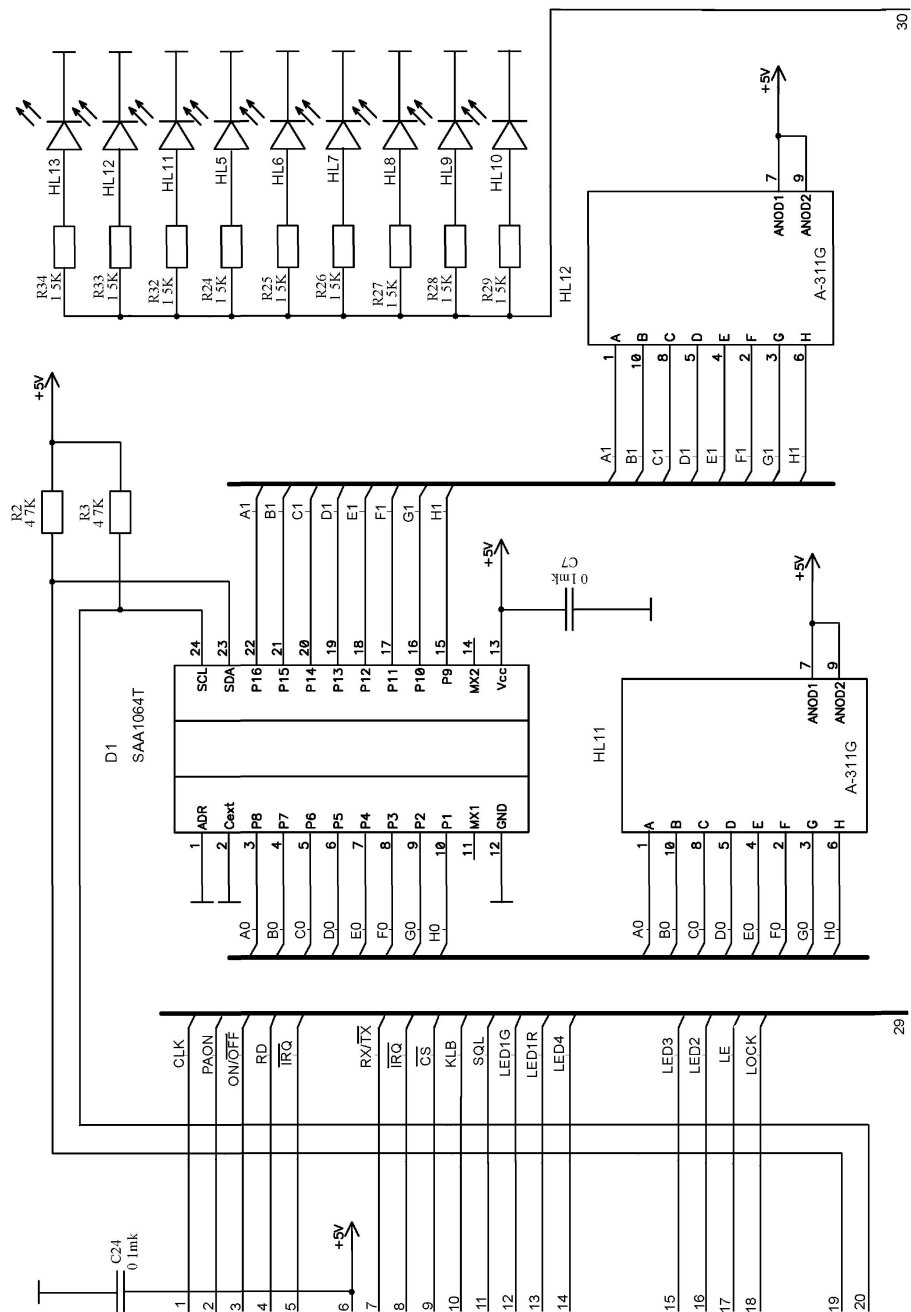 HL13
HL12
HL11
HL5
HL6
HL7
HL8
HL9
HL10
R34
1 5K
R33
1 5K
R32
1 5K
R24
1 5K
R25
1 5K
R26
1 5K
R27
1 5K
R28
1 5K
R29
1 5K
30
HL12
A-311G
1 A
10 B
8 C
5 D
4 E
2 F
3 G
6 H
ANOD1 7
ANOD2 9
+5V
A1
B1
C1
D1
E1
F1
G1
H1
R2
4 7K
R3
4 7K
+5V
A1
B1
C1
D1
E1
F1
G1
H1
D1
SAA1064T
1 ADR
2 Cext
3 P8
4 P7
5 P6
6 P5
7 P4
8 P3
9 P2
10 P1
11 MX1
12 GND
SCL 24
SDA 23
P16 22
P15 21
P14 20
P13 19
P12 18
P11 17
P10 16
P9 15
MX2 14
Vcc 13
+5V
C7
0 1mk
A0
B0
C0
D0
E0
F0
G0
H0
HL11
A-311G
1 A
10 B
8 C
5 D
4 E
2 F
3 G
6 H
ANOD1 7
ANOD2 9
+5V
A0
B0
C0
D0
E0
F0
G0
H0
29
C24
0 1mk
+5V
1 CLK
2 PAON
3 ON/O̅F̅F̅
4 RD
5 I̅R̅Q̅
6
7 RX/T̅X̅
8 I̅R̅Q̅
9 C̅S̅
10 KLB
11 SQL
12 LED1G
13 LED1R
14 LED4
15 LED3
16 LED2
17 LE
18 LOCK
19
20